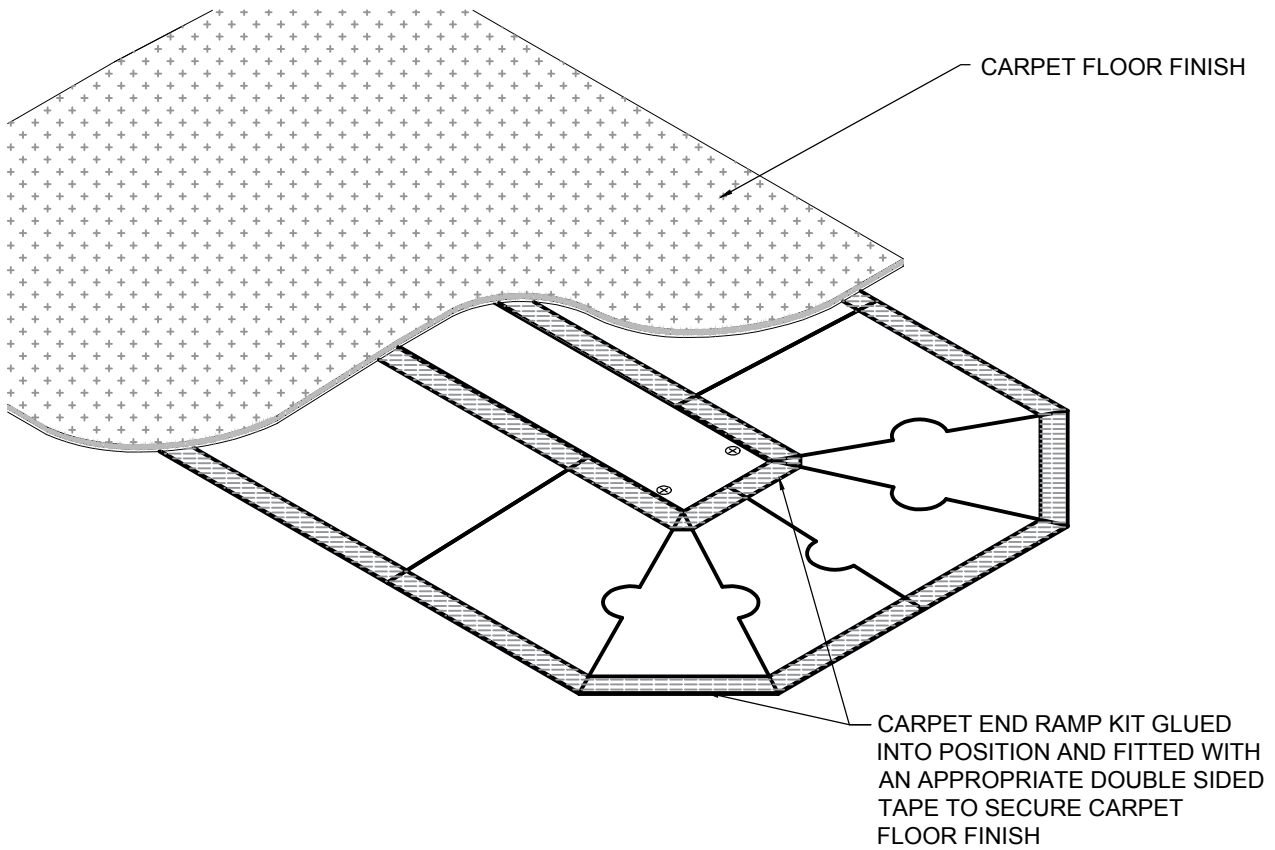 CARPET FLOOR FINISH
CARPET END RAMP KIT GLUED
INTO POSITION AND FITTED WITH
AN APPROPRIATE DOUBLE SIDED
TAPE TO SECURE CARPET
FLOOR FINISH